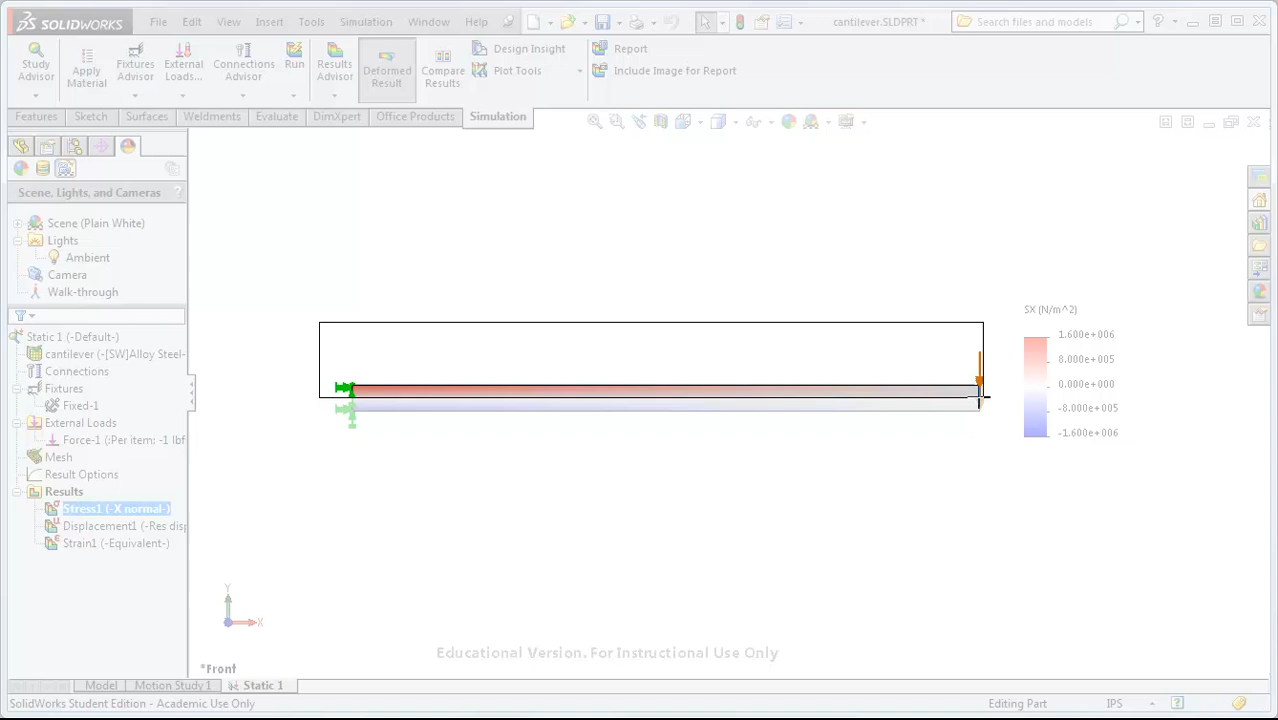 SOLIDWORKS File Edit View Insert Tools Simulation Window Help cantilever.SLDPRT * Search files and models ?
Study Advisor
Apply Material
Fixtures Advisor
External Loads...
Connections Advisor
Run
Results Advisor
Deformed Result
Compare Results
Design Insight
Plot Tools
Report
Include Image for Report
Features Sketch Surfaces Weldments Evaluate DimXpert Office Products Simulation
Scene, Lights, and Cameras ?
Scene (Plain White)
Lights
Ambient
Camera
Walk-through
Static 1 (-Default-)
cantilever (-[SW]Alloy Steel-
Connections
Fixtures
Fixed-1
External Loads
Force-1 (:Per item: -1 lbf
Mesh
Result Options
Results
Stress1 (-X normal-)
Displacement1 (-Res disp
Strain1 (-Equivalent-)
SX (N/m^2)
1.600e+006
8.000e+005
0.000e+000
-8.000e+005
-1.600e+006
Y
X
Educational Version. For Instructional Use Only
*Front
Model Motion Study 1 Static 1
SolidWorks Student Edition - Academic Use Only Editing Part IPS ?